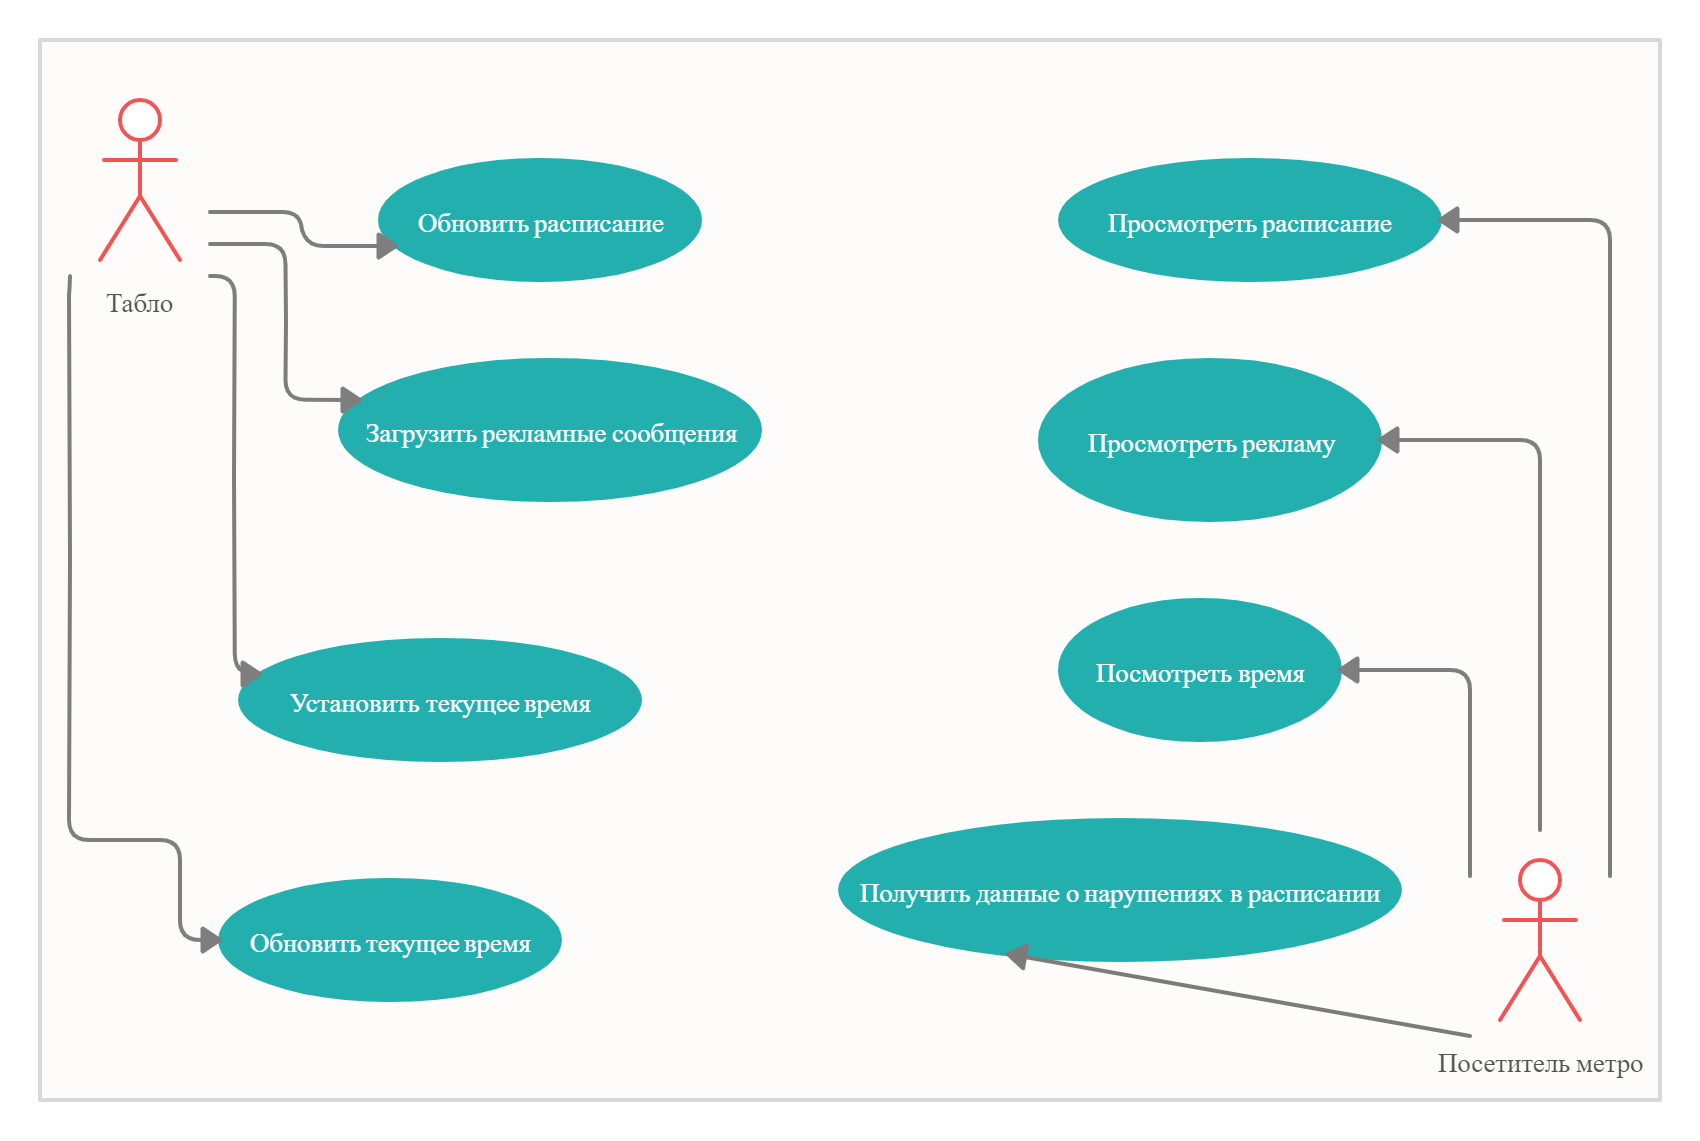 Табло
Обновить расписание
Загрузить рекламные сообщения
Установить текущее время
Обновить текущее время
Просмотреть расписание
Просмотреть рекламу
Посмотреть время
Получить данные о нарушениях в расписании
Посетитель метро